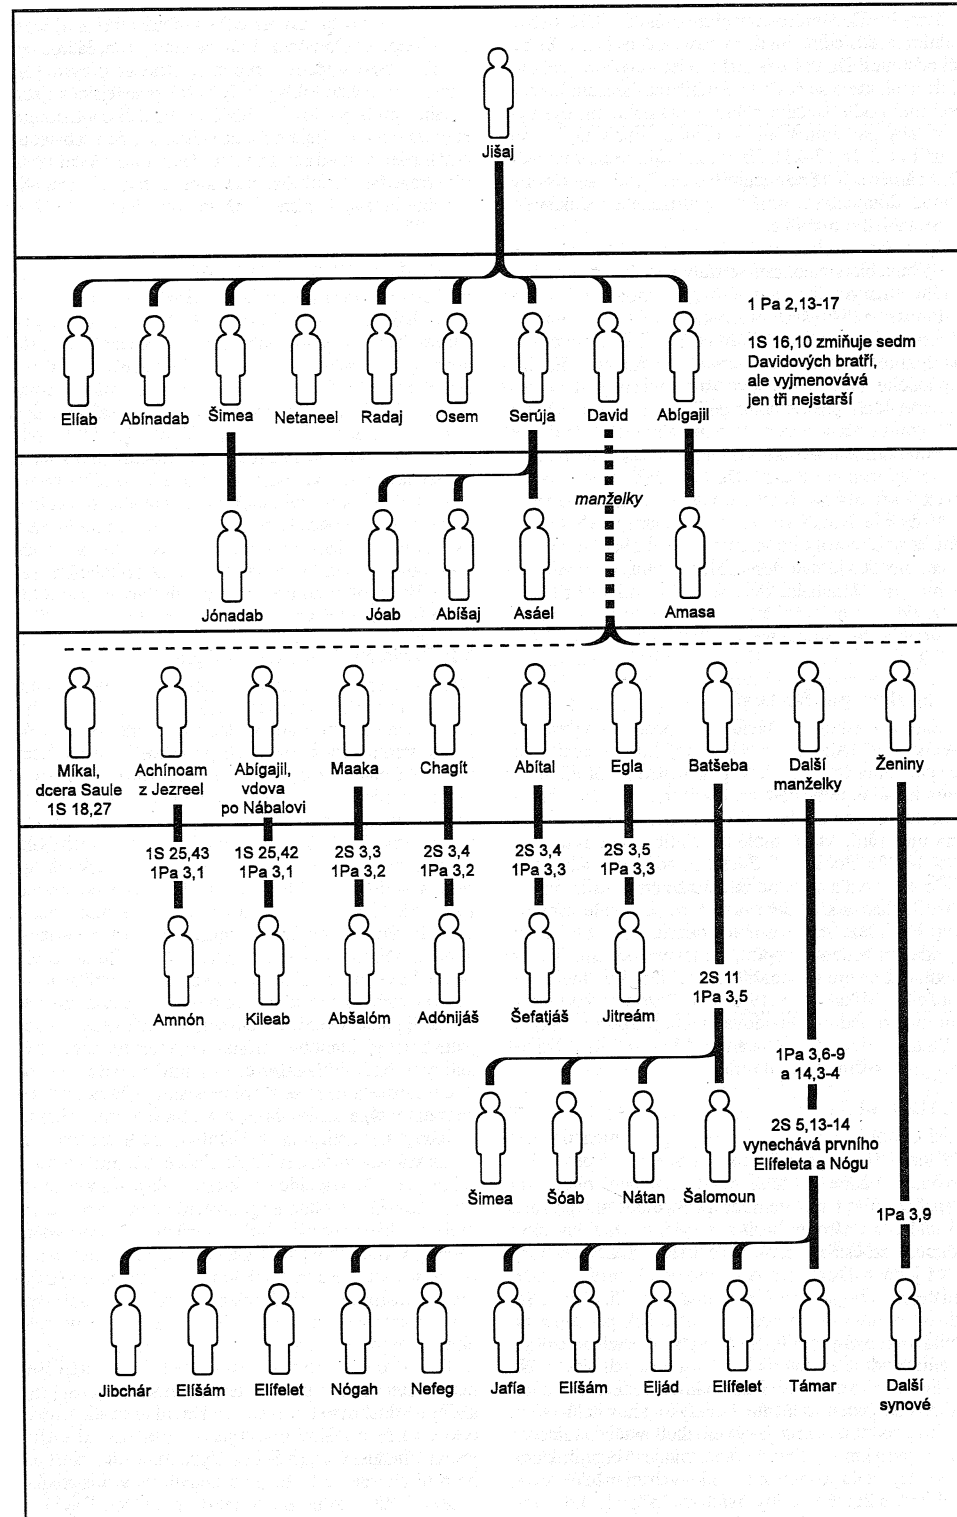 Jišaj
1 Pa 2,13-17
1S 16,10 zmiňuje sedm
Davidových bratří,
ale vyjmenovává
jen tři nejstarší
Elíab Abínadab Šimea Netaneel Radaj Osem Serúja David Abígajil
manželky
Jónadab Jóab Abíšaj Asáel Amasa
Míkal,
dcera Saule
1S 18,27
Achínoam
z Jezreel
Abígajil,
vdova
po Nábalovi
Maaka
Chagít
Abítal
Egla
Batšeba
Další
manželky
Ženiny
1S 25,43
1Pa 3,1
1S 25,42
1Pa 3,1
2S 3,3
1Pa 3,2
2S 3,4
1Pa 3,2
2S 3,4
1Pa 3,3
2S 3,5
1Pa 3,3
Amnón Kileab Abšalóm Adónijáš Šefatjáš Jitreám
2S 11
1Pa 3,5
1Pa 3,6-9
a 14,3-4
2S 5,13-14
vynechává prvního
Elífeleta a Nógu
Šimea Šóab Nátan Šalomoun
1Pa 3,9
Jibchár Elíšám Elífelet Nógah Nefeg Jafía Elíšám Eljád Elífelet Támar
Další
synové